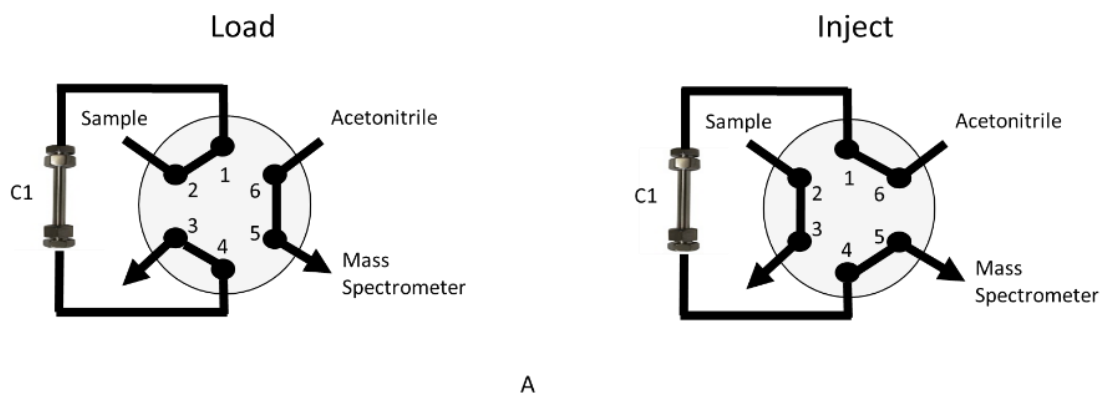 Load
Inject
Sample
Acetonitrile
C1
2
1
6
3
4
5
Mass
Spectrometer
Sample
Acetonitrile
C1
2
1
6
3
4
5
Mass
Spectrometer
A